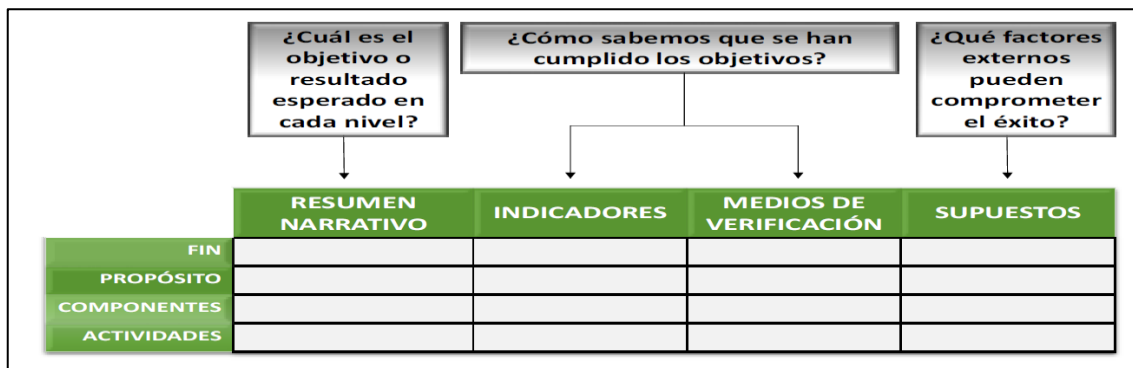 ¿Cuál es el
objetivo o
resultado
esperado en
cada nivel?
¿Cómo sabemos que se han
cumplido los objetivos?
¿Qué factores
externos
pueden
comprometer
el éxito?
RESUMEN
NARRATIVO
INDICADORES
MEDIOS DE
VERIFICACIÓN
SUPUESTOS
FIN
PROPÓSITO
COMPONENTES
ACTIVIDADES